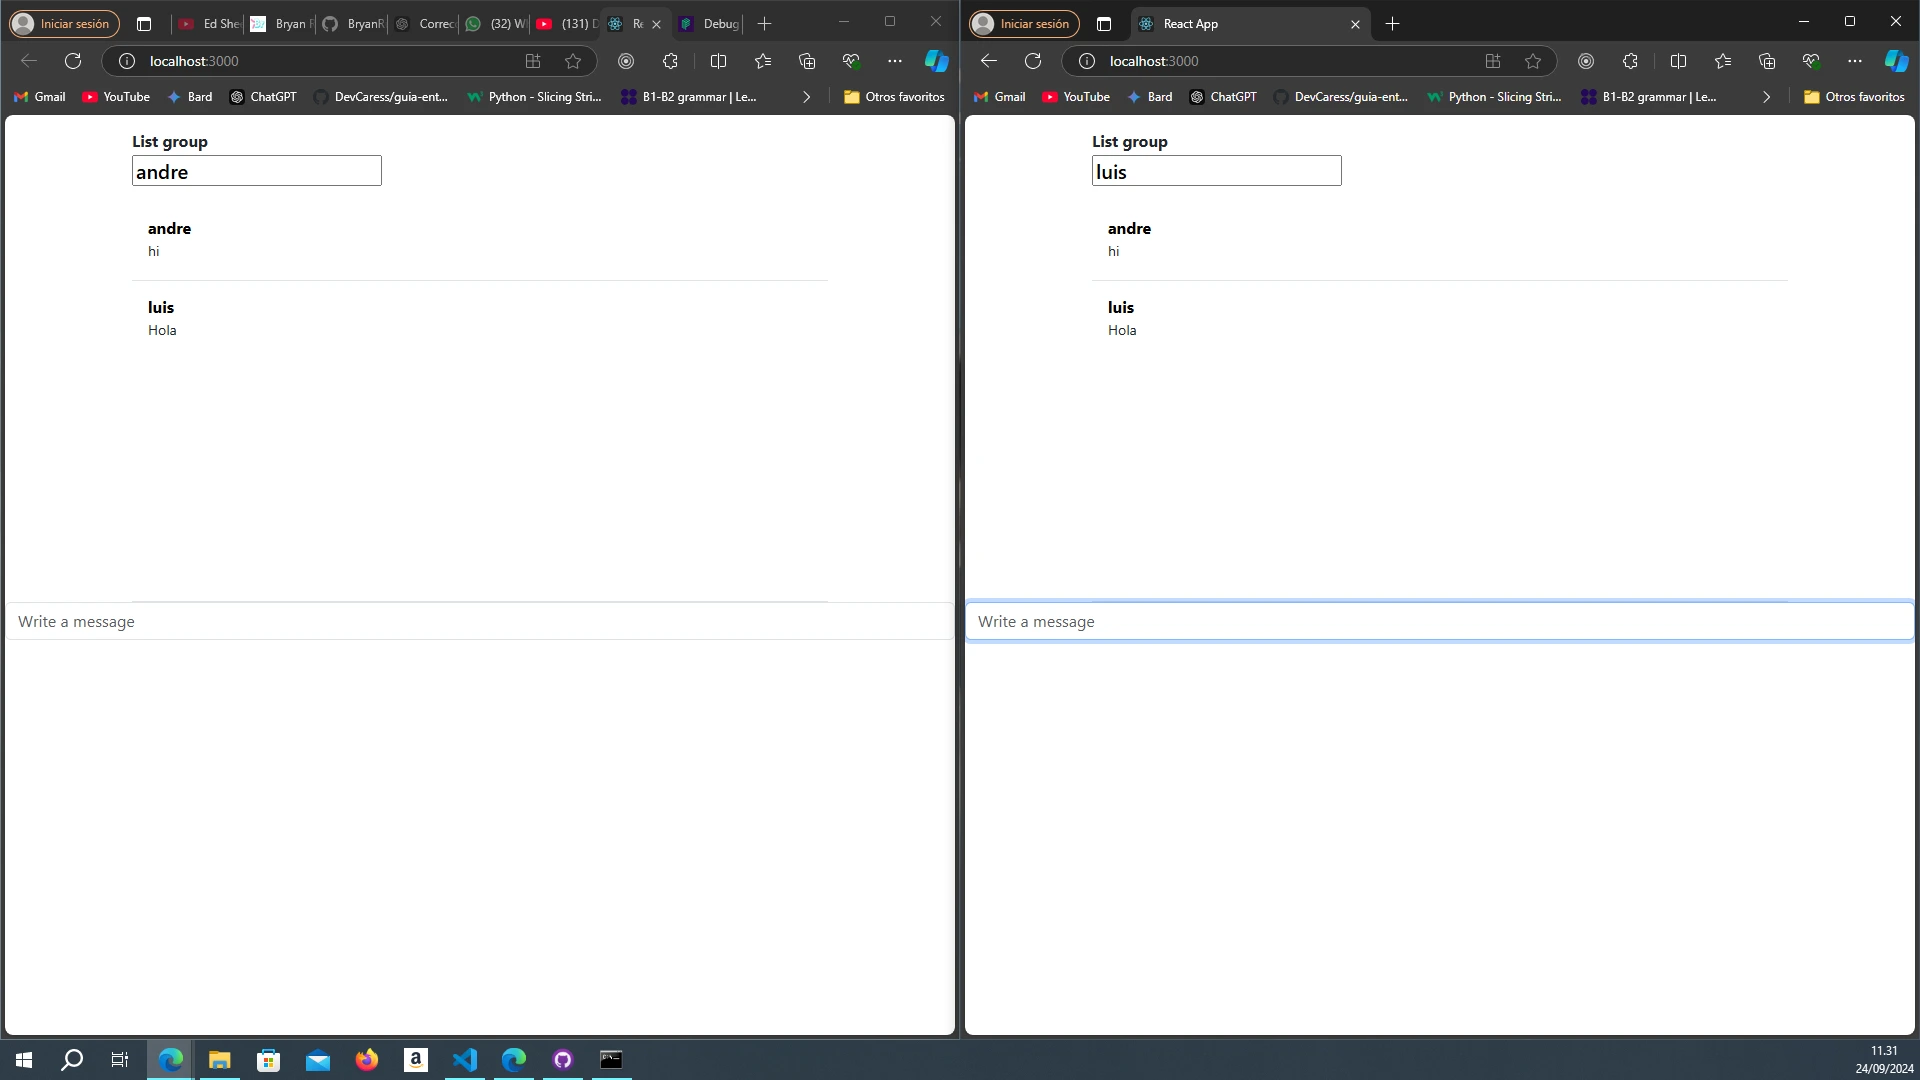 Iniciar sesión
Ed She
Bryan F
BryanR
Correc
(32) W
(131) D
Re
Debug
localhost:3000
Gmail
YouTube
Bard
ChatGPT
DevCaress/guia-ent...
Python - Slicing Stri...
B1-B2 grammar | Le...
Otros favoritos
List group
andre
andre
hi
luis
Hola
Write a message
Iniciar sesión
React App
localhost:3000
Gmail
YouTube
Bard
ChatGPT
DevCaress/guia-ent...
Python - Slicing Stri...
B1-B2 grammar | Le...
Otros favoritos
List group
luis
andre
hi
luis
Hola
Write a message
11.31
24/09/2024